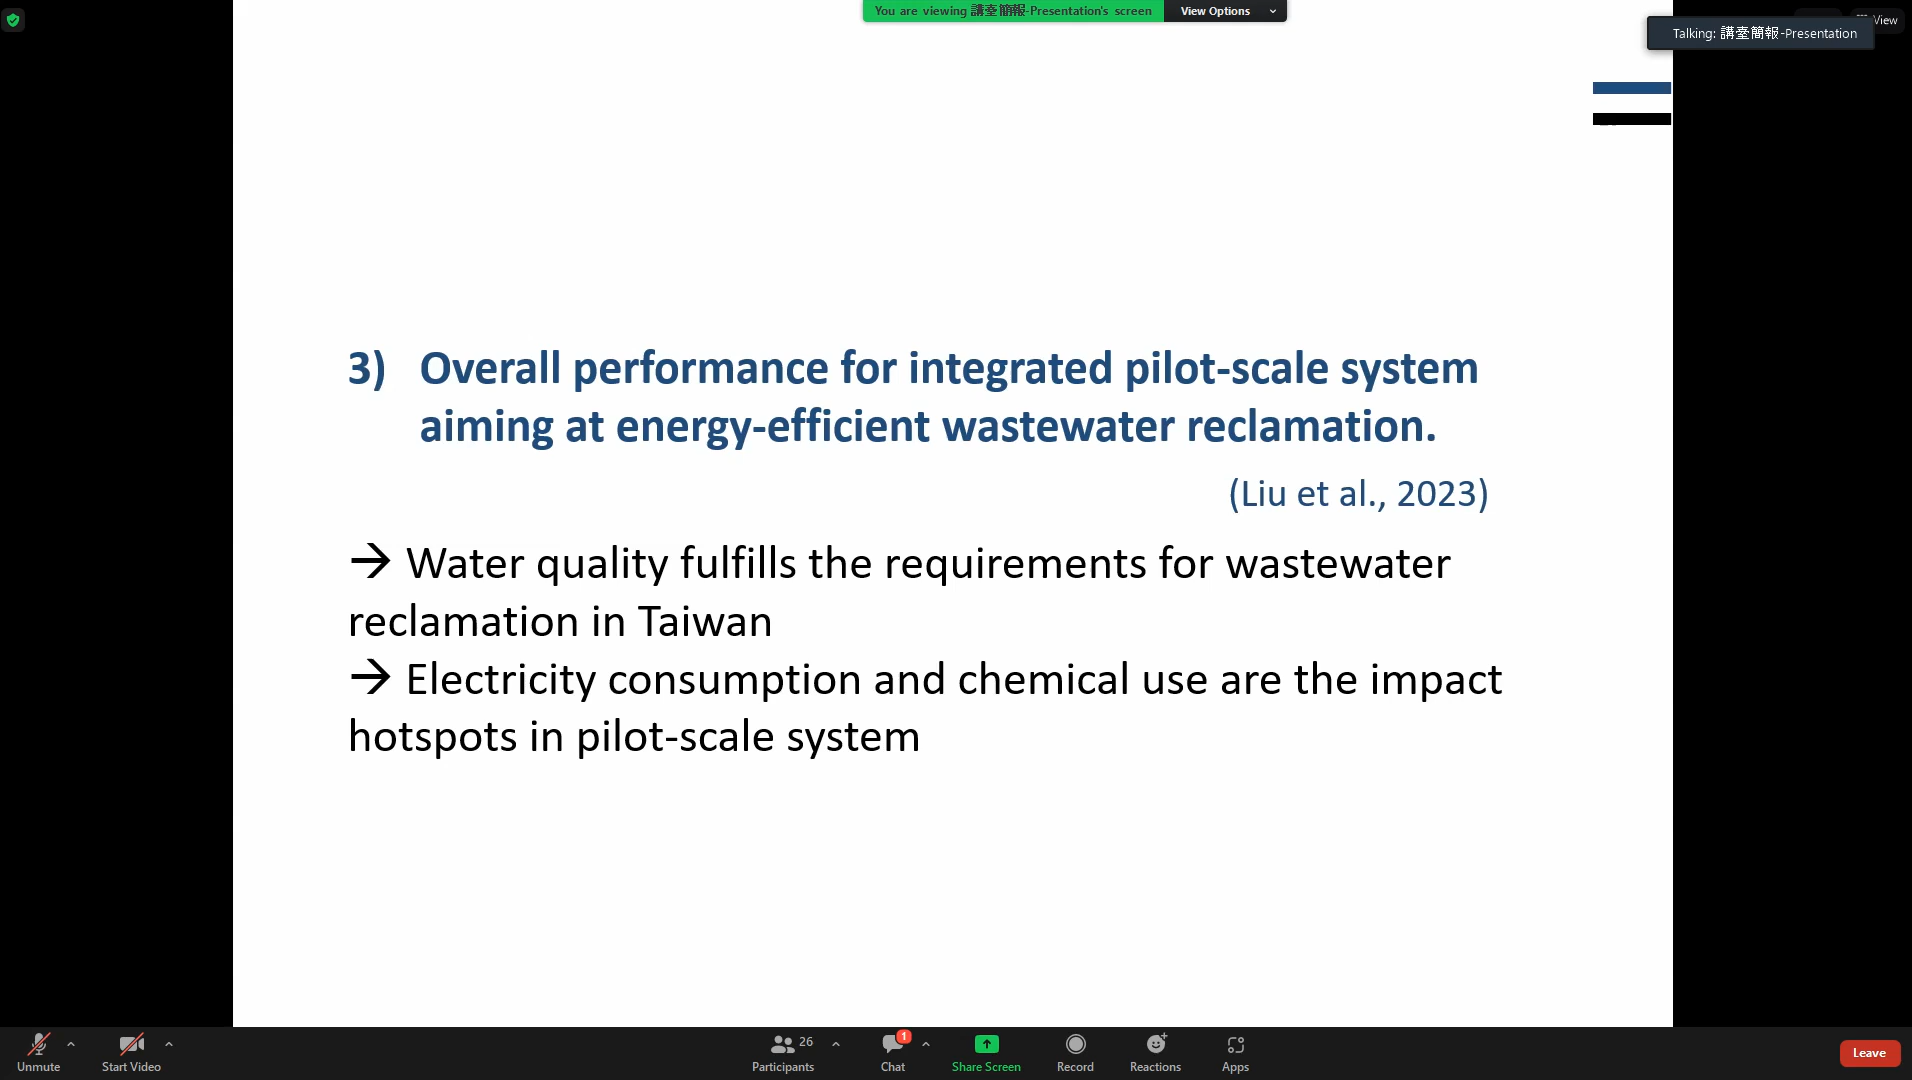 You are viewing 講臺簡報-Presentation's screen
View Options
View
Talking: 講臺簡報-Presentation
3) Overall performance for integrated pilot-scale system
aiming at energy-efficient wastewater reclamation.
(Liu et al., 2023)
→ Water quality fulfills the requirements for wastewater
reclamation in Taiwan
→ Electricity consumption and chemical use are the impact
hotspots in pilot-scale system
Unmute
Start Video
26
Participants
1
Chat
Share Screen
Record
Reactions
Apps
Leave